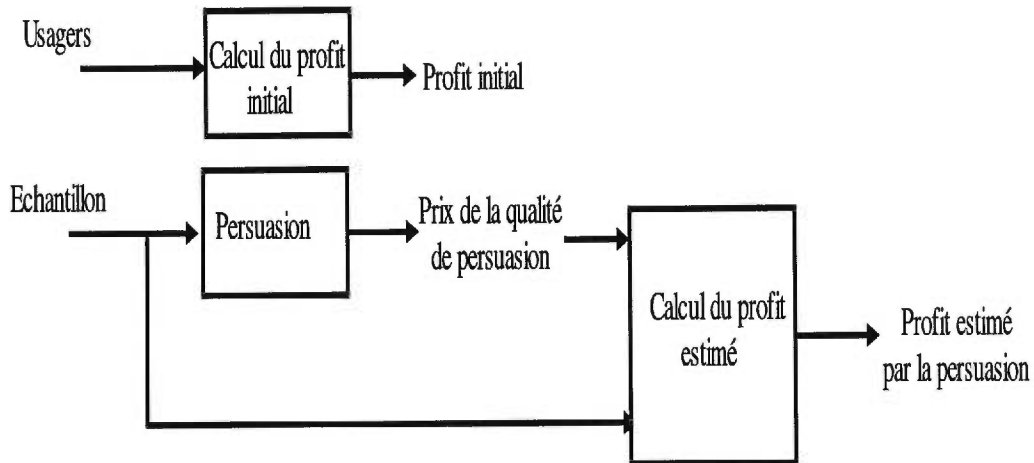 Usagers
Calcul du profit
initial
Profit initial
Echantillon
Persuasion
Prix de la qualité
de persuasion
Calcul du profit
estimé
Profit estimé
par la persuasion